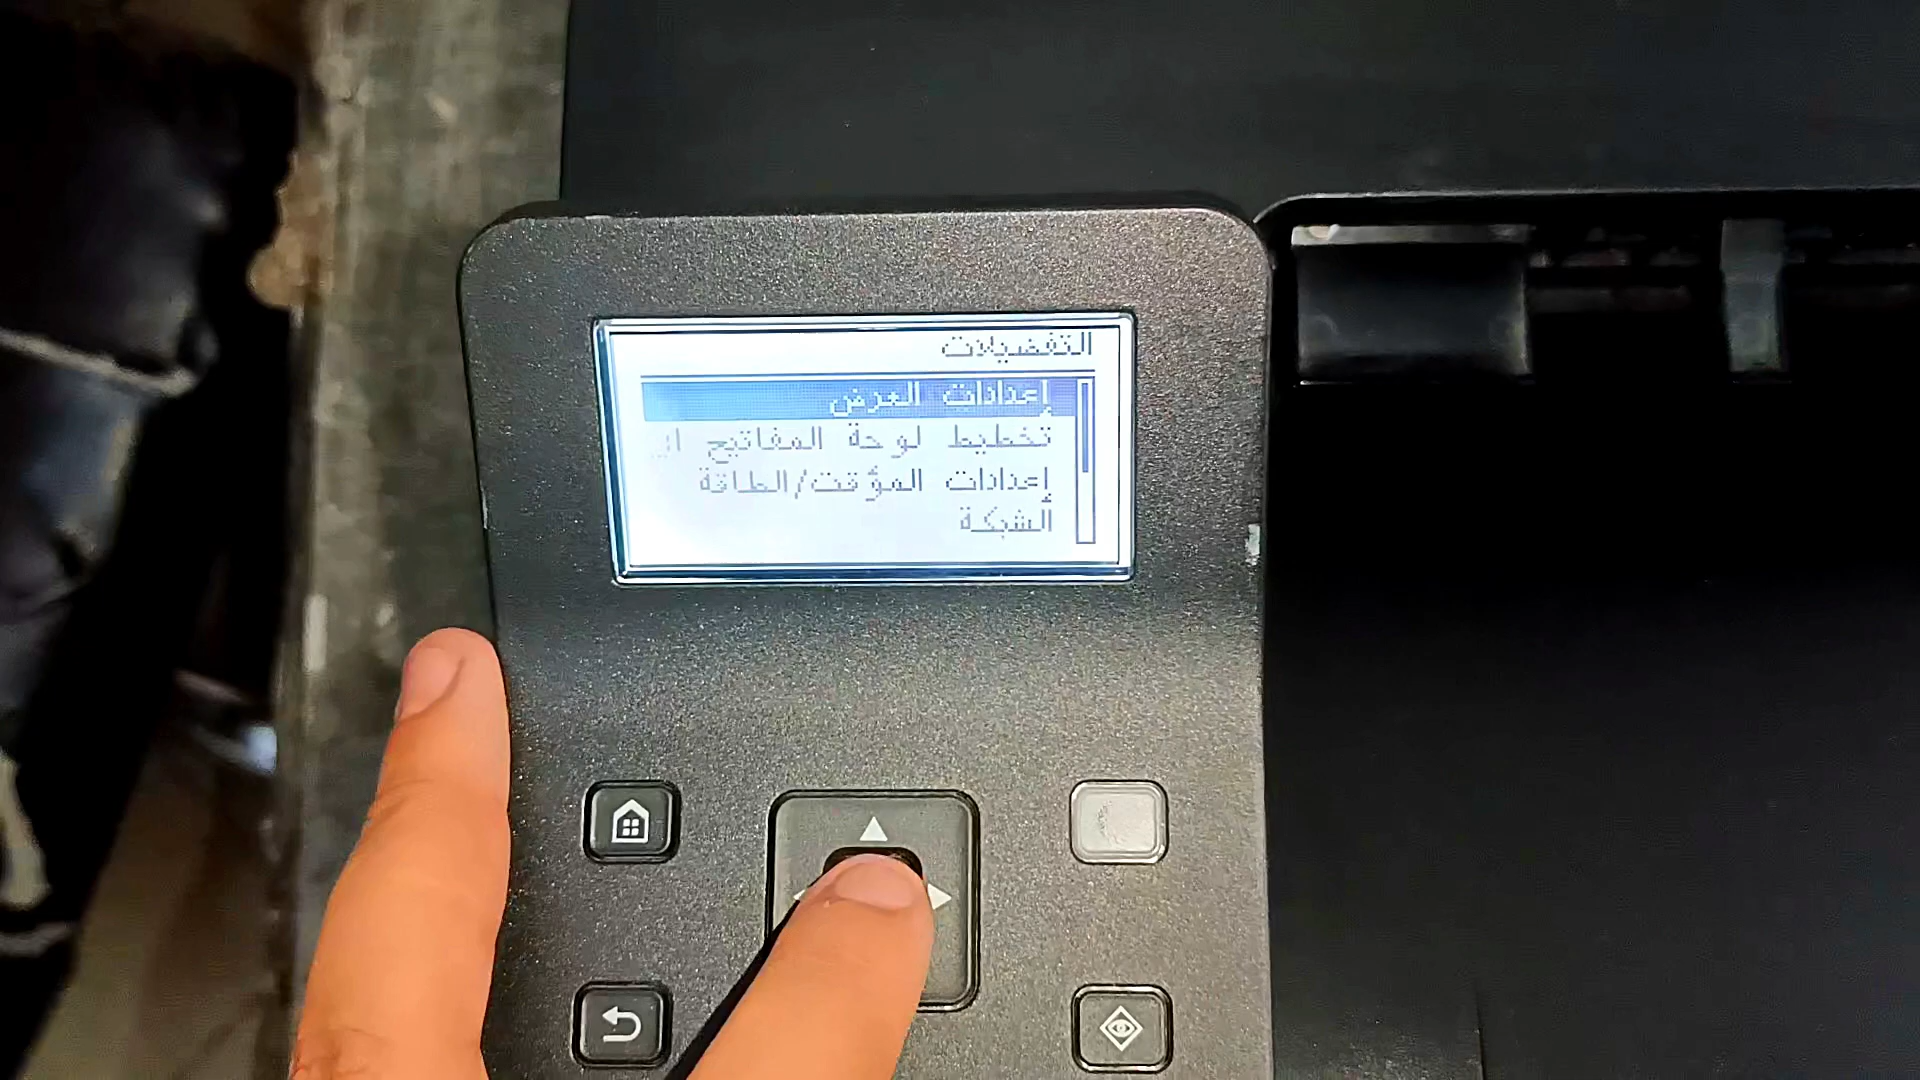 التفضيلات
إعدادات العرض
تخطيط لوحة المفاتيح
إعدادات المؤقت/الطاقة
الشبكة